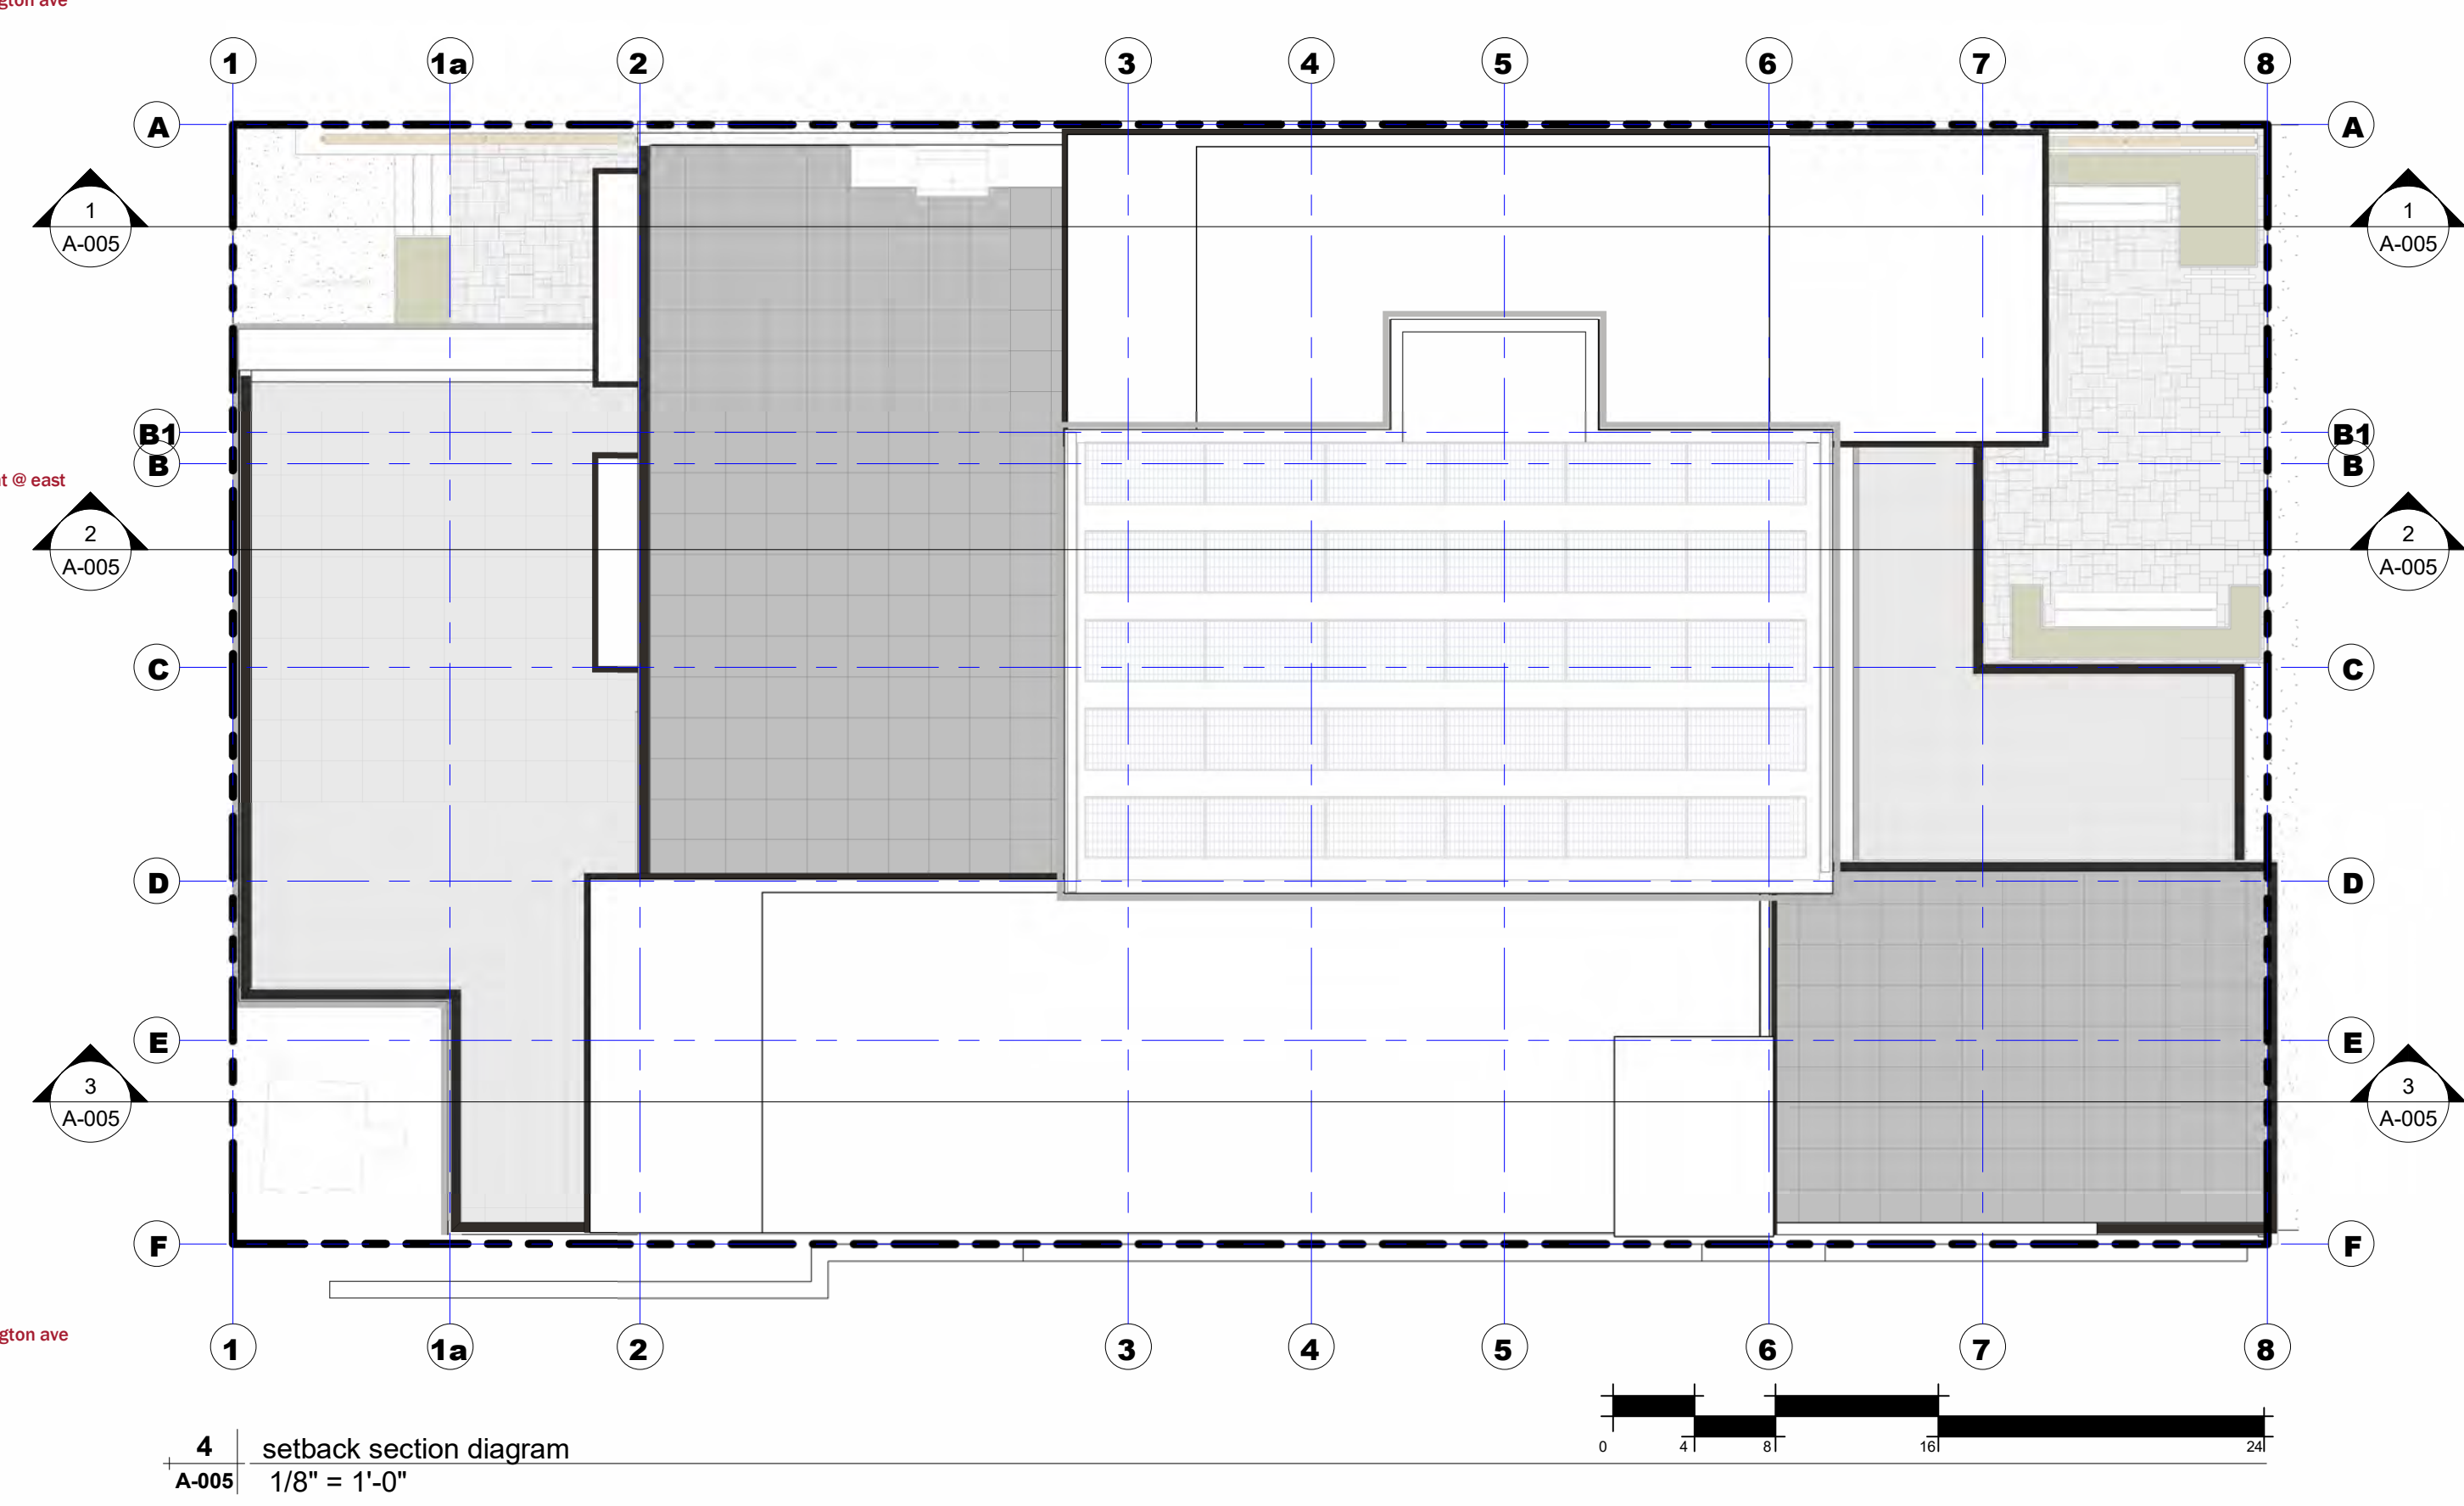 gton ave
1 1a 2 3 4 5 6 7 8
A A
1 1
A-005 A-005
B1 B1
B B
t @ east
2 2
A-005 A-005
C C
D D
E E
3 3
A-005 A-005
F F
gton ave
1 1a 2 3 4 5 6 7 8
0 4 8 16 24
4 setback section diagram
A-005 1/8" = 1'-0"